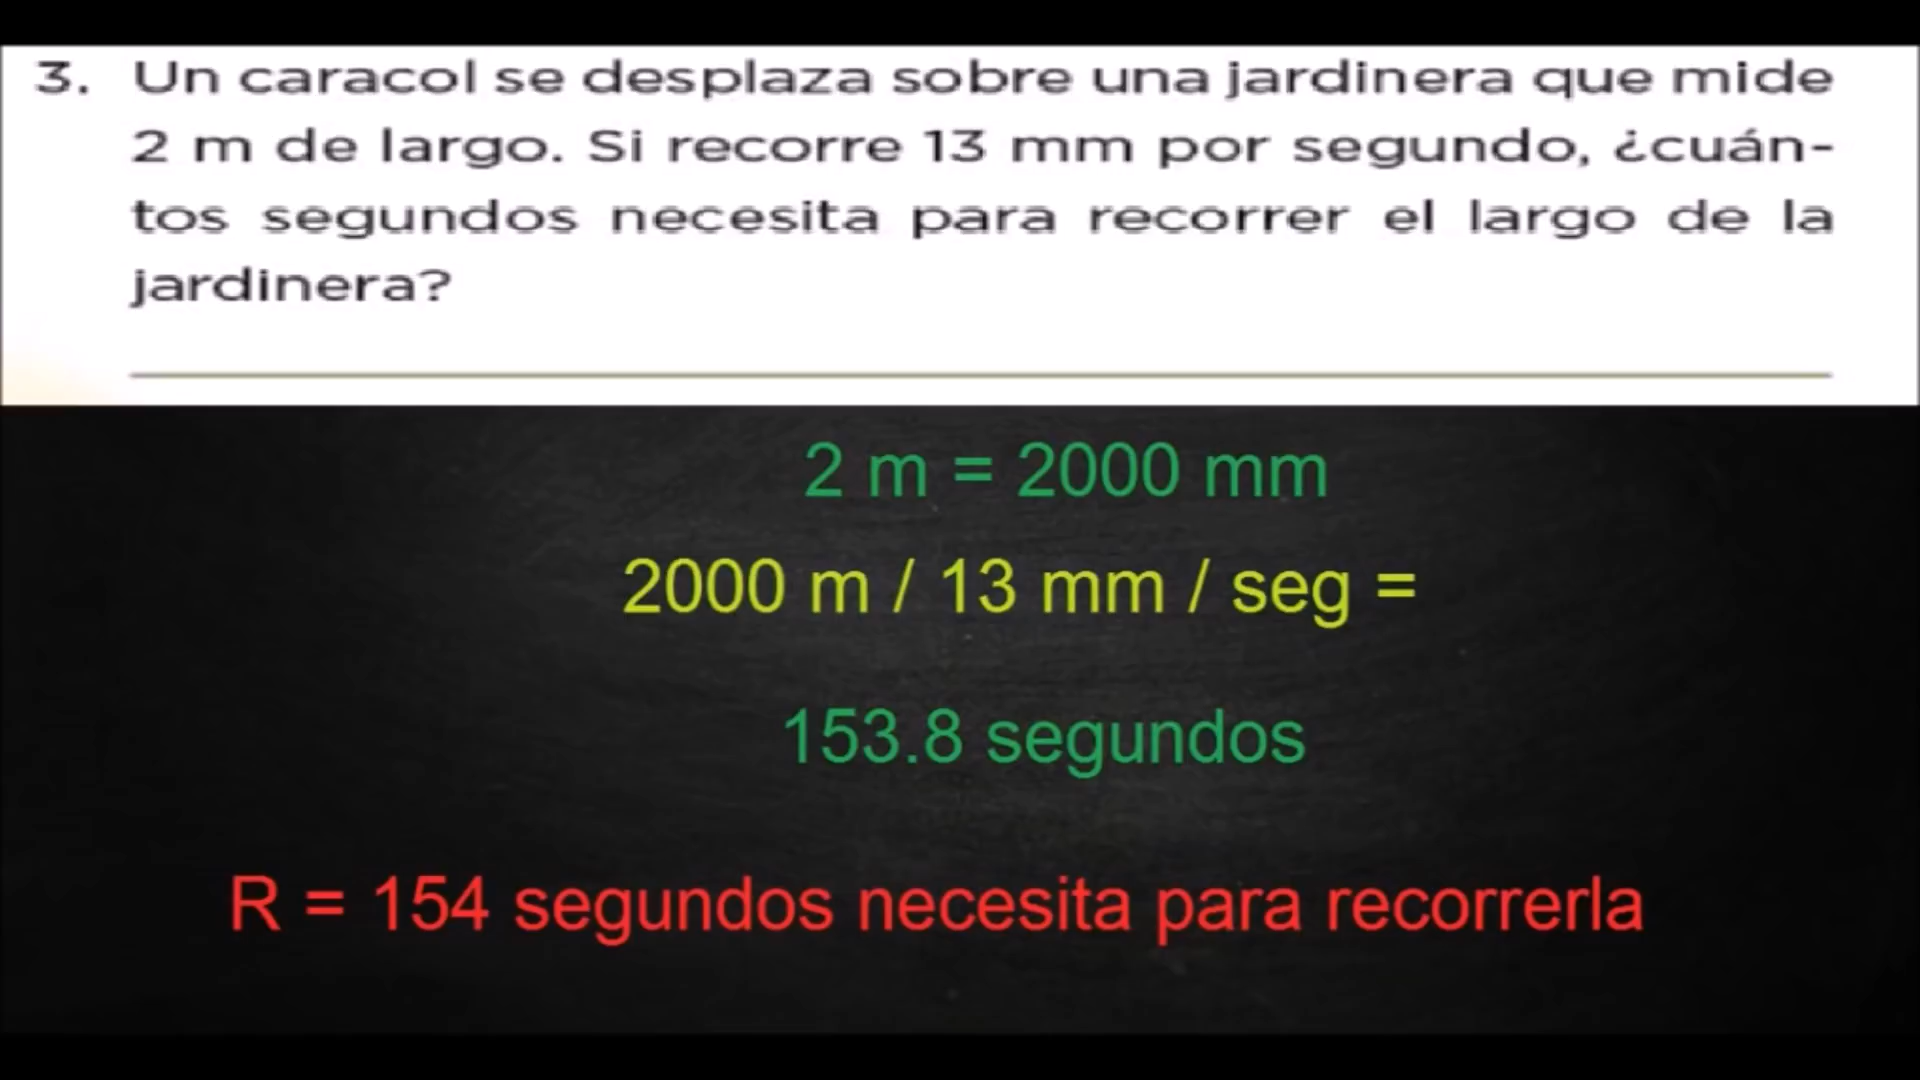 3. Un caracol se desplaza sobre una jardinera que mide
2 m de largo. Si recorre 13 mm por segundo, ¿cuán-
tos segundos necesita para recorrer el largo de la
jardinera?
2 m = 2000 mm
2000 m / 13 mm / seg =
153.8 segundos
R = 154 segundos necesita para recorrerla